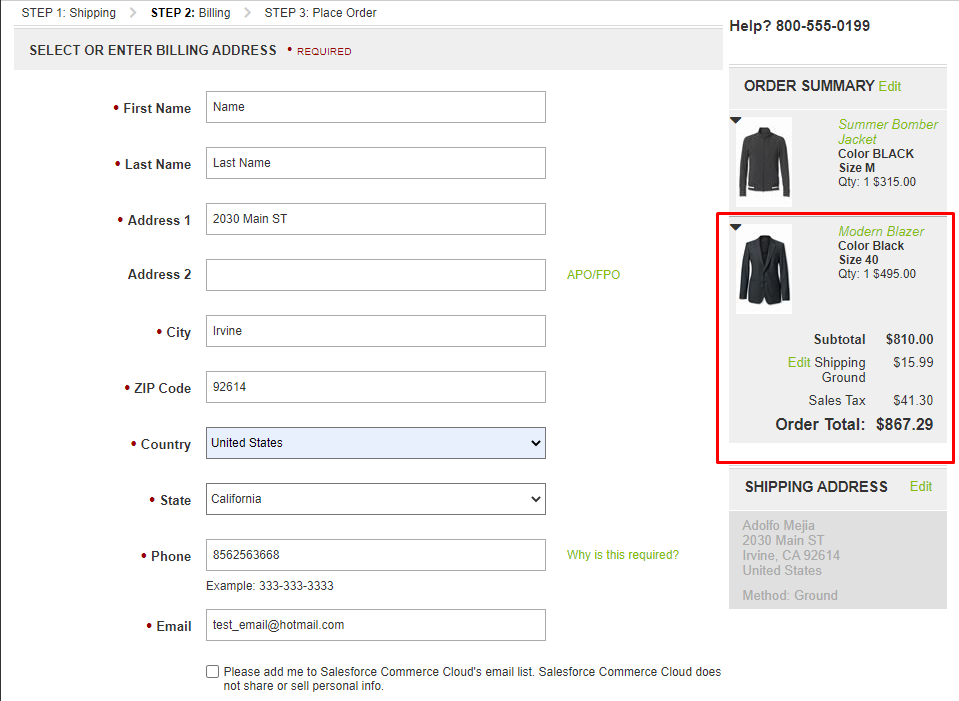 STEP 1: Shipping > STEP 2: Billing > STEP 3: Place Order
SELECT OR ENTER BILLING ADDRESS • REQUIRED
• First Name Name
• Last Name Last Name
• Address 1 2030 Main ST
Address 2 APO/FPO
• City Irvine
• ZIP Code 92614
• Country United States
• State California
• Phone 8562563668 Why is this required?
Example: 333-333-3333
• Email test_email@hotmail.com
Please add me to Salesforce Commerce Cloud's email list. Salesforce Commerce Cloud does
not share or sell personal info.
Help? 800-555-0199
ORDER SUMMARY Edit
Summer Bomber
Jacket
Color BLACK
Size M
Qty: 1 $315.00
Modern Blazer
Color Black
Size 40
Qty: 1 $495.00
Subtotal $810.00
Edit Shipping $15.99
Ground
Sales Tax $41.30
Order Total: $867.29
SHIPPING ADDRESS Edit
Adolfo Mejia
2030 Main ST
Irvine, CA 92614
United States
Method: Ground